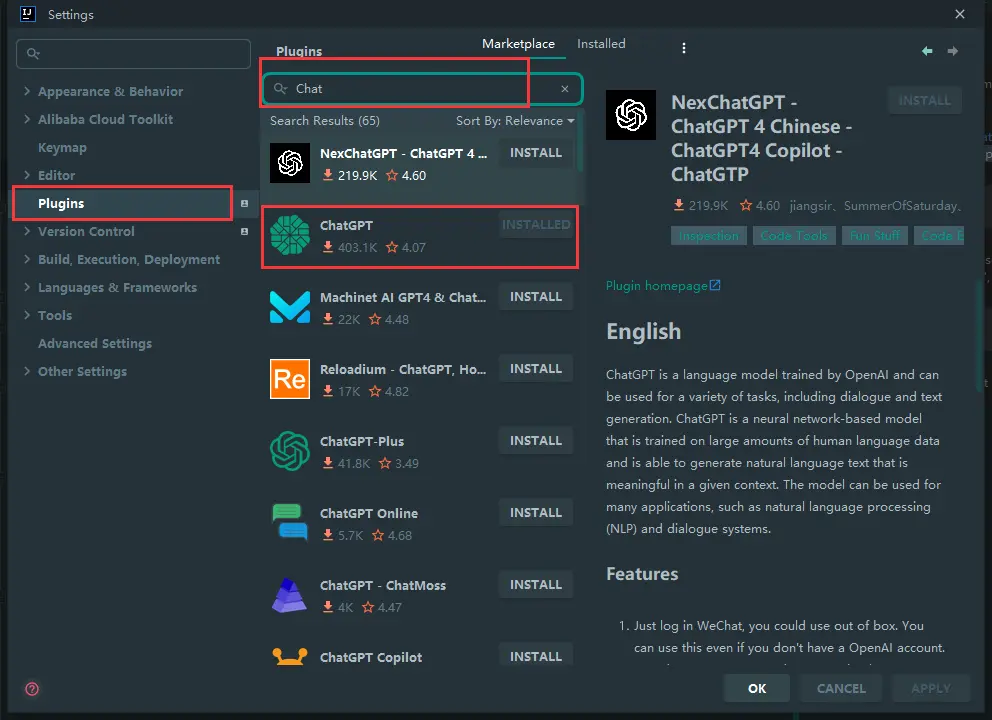 IJ
Settings
Appearance & Behavior
Alibaba Cloud Toolkit
Keymap
Editor
Plugins
Version Control
Build, Execution, Deployment
Languages & Frameworks
Tools
Advanced Settings
Other Settings
Plugins
Marketplace
Installed
Chat
Search Results (65)
Sort By: Relevance
NexChatGPT - ChatGPT 4 ...
INSTALL
219.9K 4.60
ChatGPT
INSTALLED
403.1K 4.07
Machinet AI GPT4 & Chat...
INSTALL
22K 4.48
Re
Reloadium - ChatGPT, Ho...
INSTALL
17K 4.82
ChatGPT-Plus
INSTALL
41.8K 3.49
ChatGPT Online
INSTALL
5.7K 4.68
ChatGPT - ChatMoss
INSTALL
4K 4.47
ChatGPT Copilot
INSTALL
NexChatGPT -
ChatGPT 4 Chinese -
ChatGPT4 Copilot -
ChatGTP
INSTALL
219.9K 4.60 jiangsir、SummerOfSaturday、
Inspection Code Tools Fun Stuff Code E
Plugin homepage
English
ChatGPT is a language model trained by OpenAI and can
be used for a variety of tasks, including dialogue and text
generation. ChatGPT is a neural network-based model
that is trained on large amounts of human language data
and is able to generate natural language text that is
meaningful in a given context. The model can be used for
many applications, such as natural language processing
(NLP) and dialogue systems.
Features
1. Just log in WeChat, you could use out of box. You
can use this even if you don't have a OpenAI account.
?
OK
CANCEL
APPLY